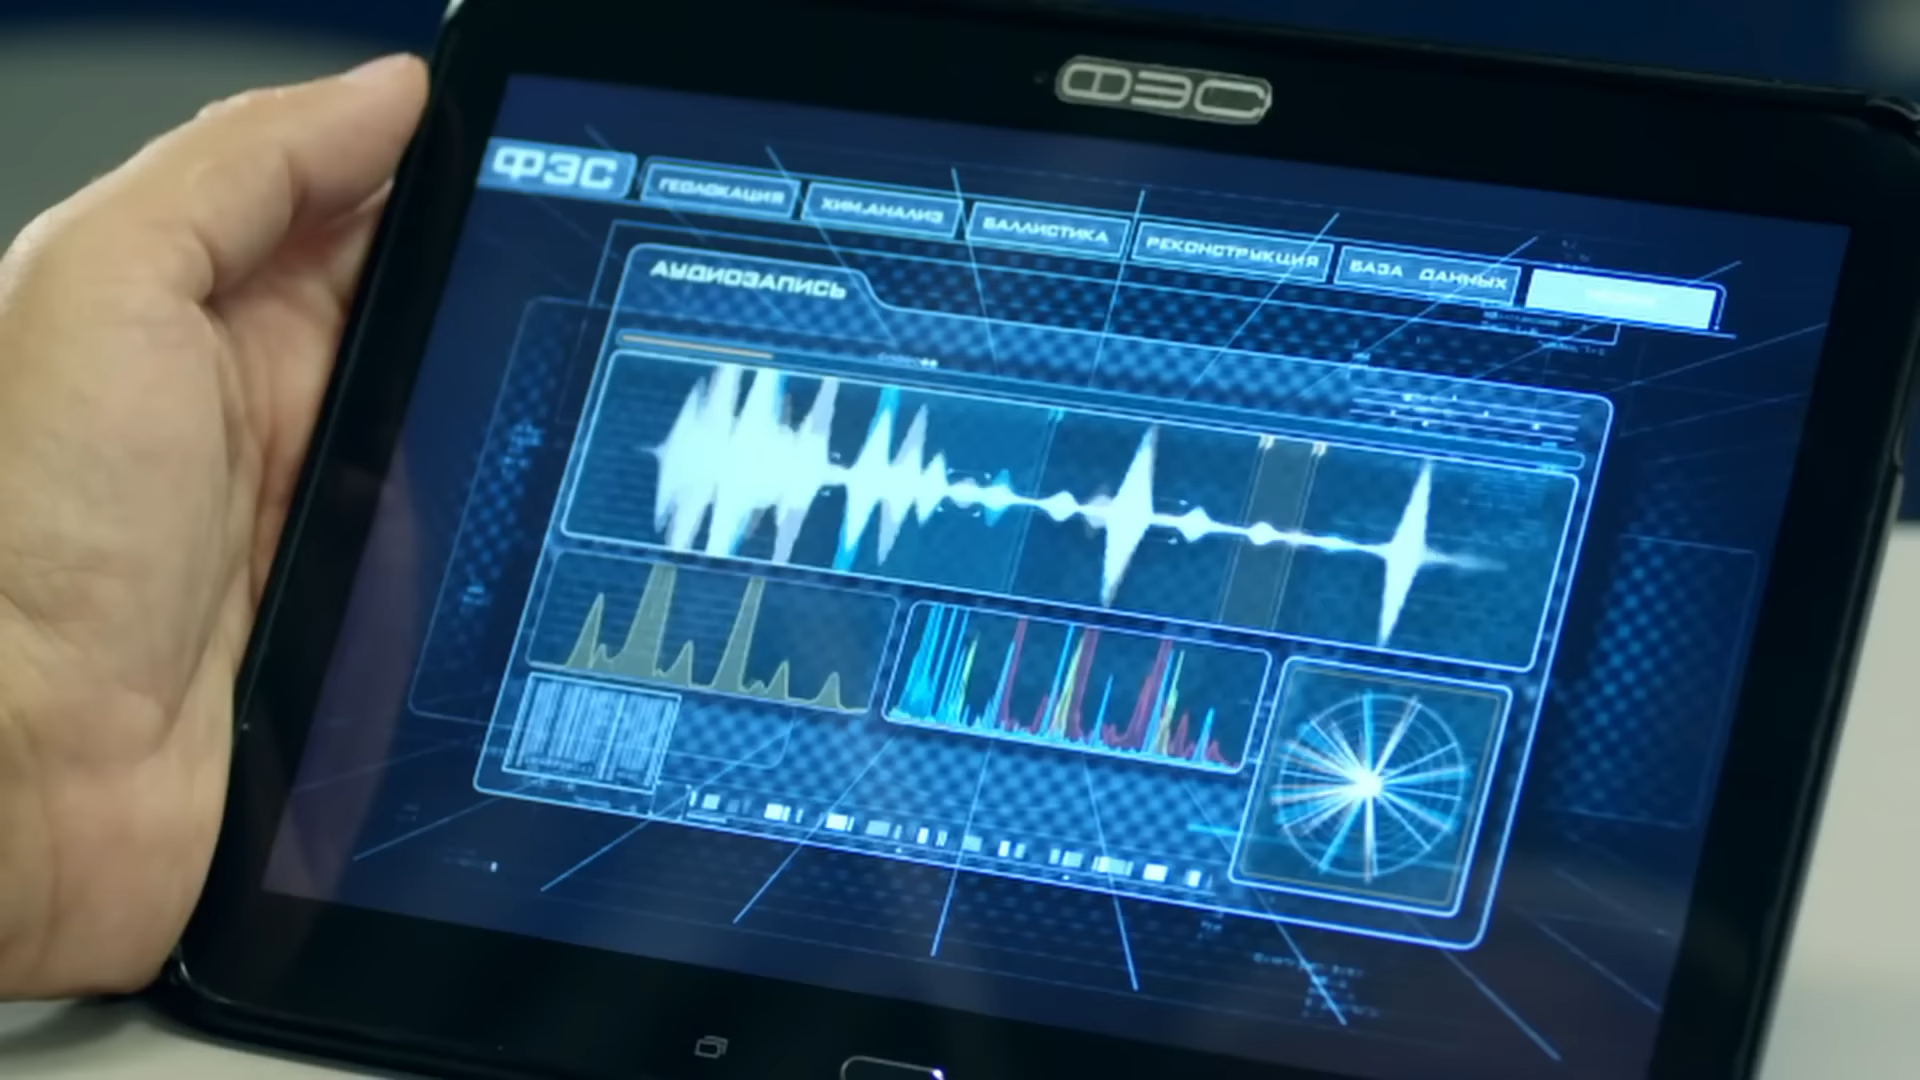 ФЭС
ФЭС
ГЕОЛОКАЦИЯ
ХИМ.АНАЛИЗ
БАЛЛИСТИКА
РЕКОНСТРУКЦИЯ
БАЗА ДАННЫХ
АУДИОЗАПИСЬ